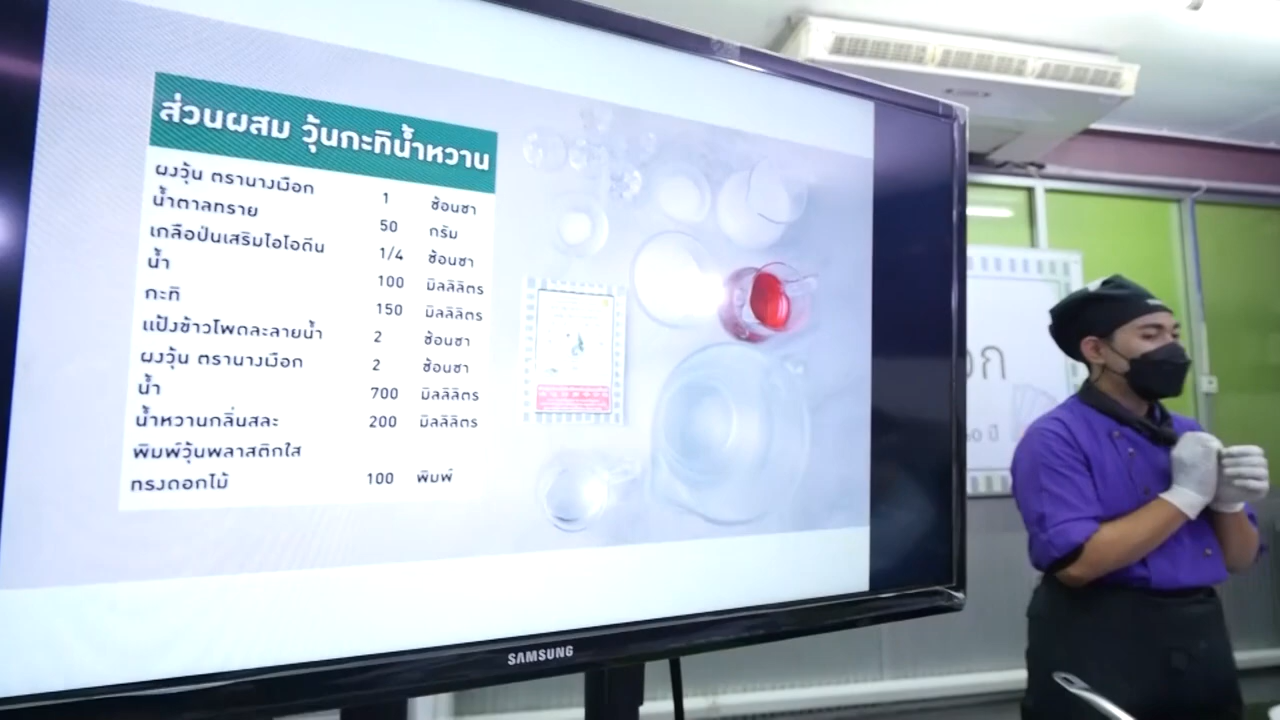 ส่วนผสม วุ้นกะทิน้ำหวาน
ผงวุ้น ตรานางเงือก 1 ช้อนชา
น้ำตาลทราย 50 กรัม
เกลือป่นเสริมไอโอดีน 1/4 ช้อนชา
น้ำ 100 มิลลิลิตร
กะทิ 150 มิลลิลิตร
แป้งข้าวโพดละลายน้ำ 2 ช้อนชา
ผงวุ้น ตรานางเงือก 2 ช้อนชา
น้ำ 700 มิลลิลิตร
น้ำหวานกลิ่นสละ 200 มิลลิลิตร
พิมพ์วุ้นพลาสติกใส
ทรงดอกไม้ 100 พิมพ์
SAMSUNG